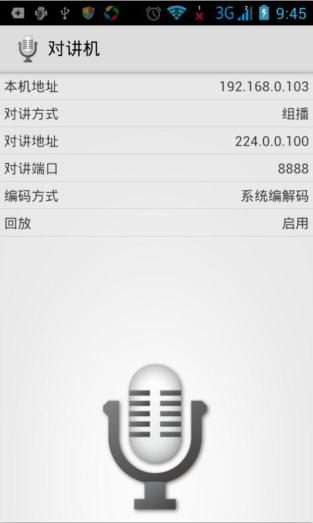 3G 9:45
对讲机
本机地址 192.168.0.103
对讲方式 组播
对讲地址 224.0.0.100
对讲端口 8888
编码方式 系统编解码
回放 启用